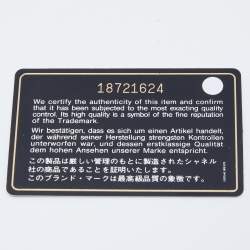 18721624
We certify the authenticity of this item and confirm
that it has been subjected to the most exacting quality
control. Its high quality is a symbol of the fine reputation
of the Trademark.
Wir bestätigen, dass es sich um einen Artikel handelt,
der während seiner Herstellung strengsten Kontrollen
unterworfen war, und dessen erstklassige Qualität
dem hohen Ansehen unserer Marke entspricht.
この製品は厳しい管理のもとに製造されたシャネル
社の商品であることを証明いたします。
このブランド・マークは最高級品質の象徴です。